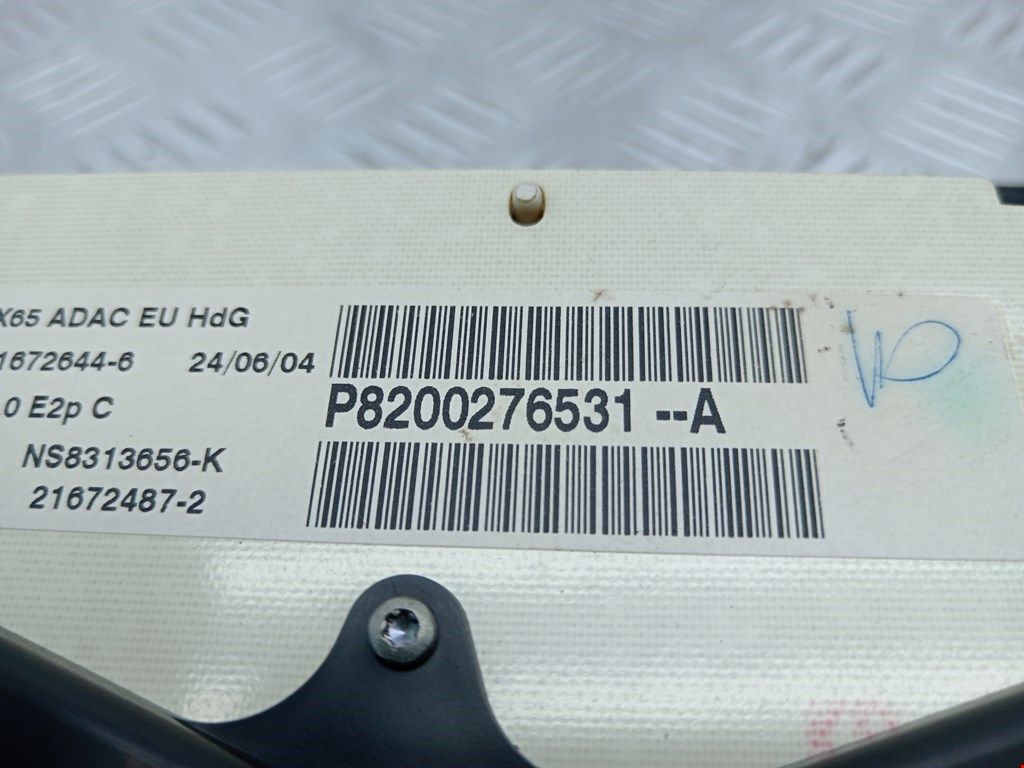 X65 ADAC EU HdG
1672644-6 24/06/04
.0 E2p C
P8200276531 --A
NS8313656-K
21672487-2